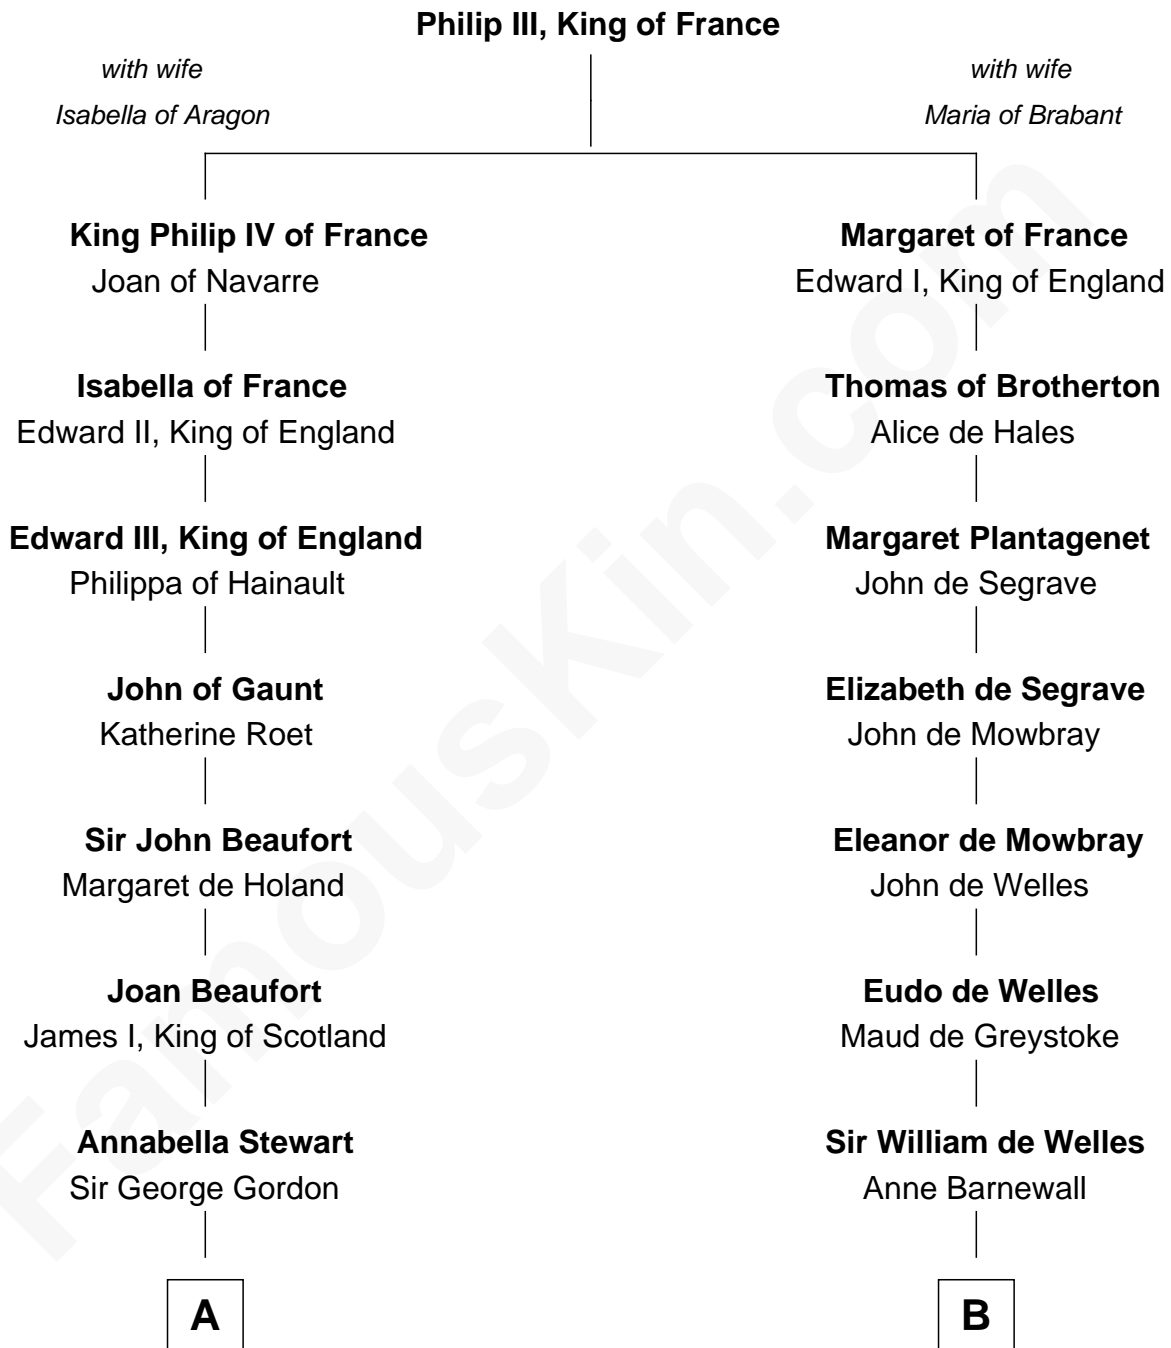 Philip III, King of France
with wife
Isabella of Aragon
with wife
Maria of Brabant
King Philip IV of France
Joan of Navarre
Isabella of France
Edward II, King of England
Edward III, King of England
Philippa of Hainault
John of Gaunt
Katherine Roet
Sir John Beaufort
Margaret de Holand
Joan Beaufort
James I, King of Scotland
Annabella Stewart
Sir George Gordon
A
Margaret of France
Edward I, King of England
Thomas of Brotherton
Alice de Hales
Margaret Plantagenet
John de Segrave
Elizabeth de Segrave
John de Mowbray
Eleanor de Mowbray
John de Welles
Eudo de Welles
Maud de Greystoke
Sir William de Welles
Anne Barnewall
B
FamousKin.com